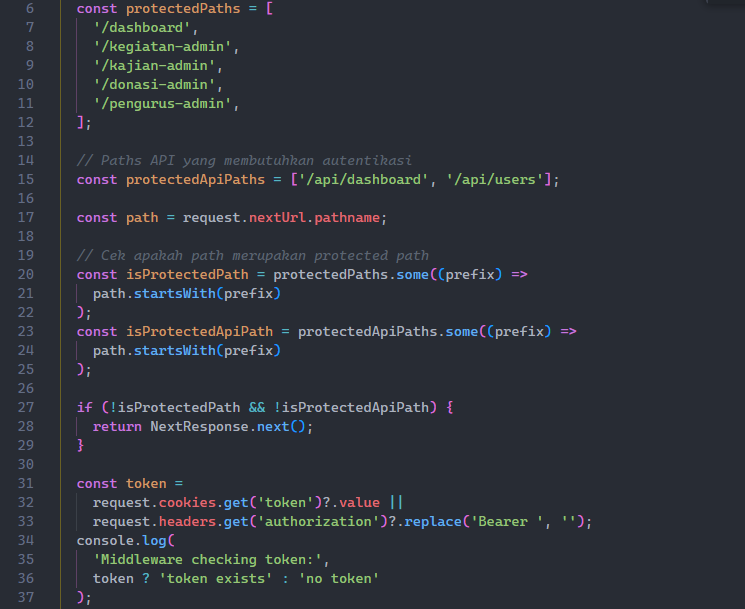 6 const protectedPaths = [
7 '/dashboard',
8 '/kegiatan-admin',
9 '/kajian-admin',
10 '/donasi-admin',
11 '/pengurus-admin',
12 ];
13
14 // Paths API yang membutuhkan autentikasi
15 const protectedApiPaths = ['/api/dashboard', '/api/users'];
16
17 const path = request.nextUrl.pathname;
18
19 // Cek apakah path merupakan protected path
20 const isProtectedPath = protectedPaths.some((prefix) =>
21 path.startsWith(prefix)
22 );
23 const isProtectedApiPath = protectedApiPaths.some((prefix) =>
24 path.startsWith(prefix)
25 );
26
27 if (!isProtectedPath && !isProtectedApiPath) {
28 return NextResponse.next();
29 }
30
31 const token =
32 request.cookies.get('token')?.value ||
33 request.headers.get('authorization')?.replace('Bearer ', '');
34 console.log(
35 'Middleware checking token:',
36 token ? 'token exists' : 'no token'
37 );